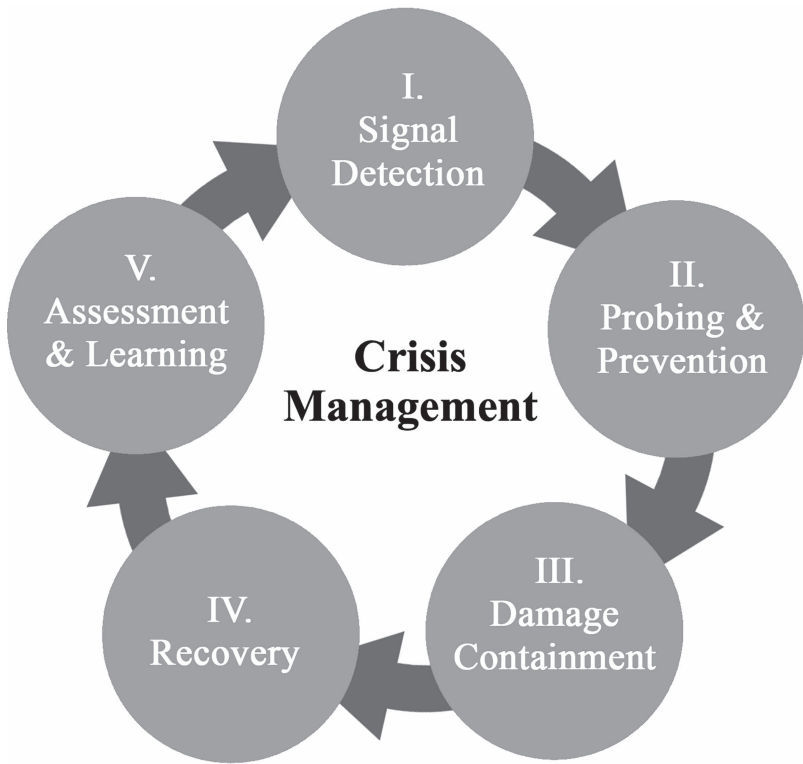 I.
Signal
Detection
II.
Probing &
Prevention
III.
Damage
Containment
IV.
Recovery
V.
Assessment
& Learning
Crisis
Management